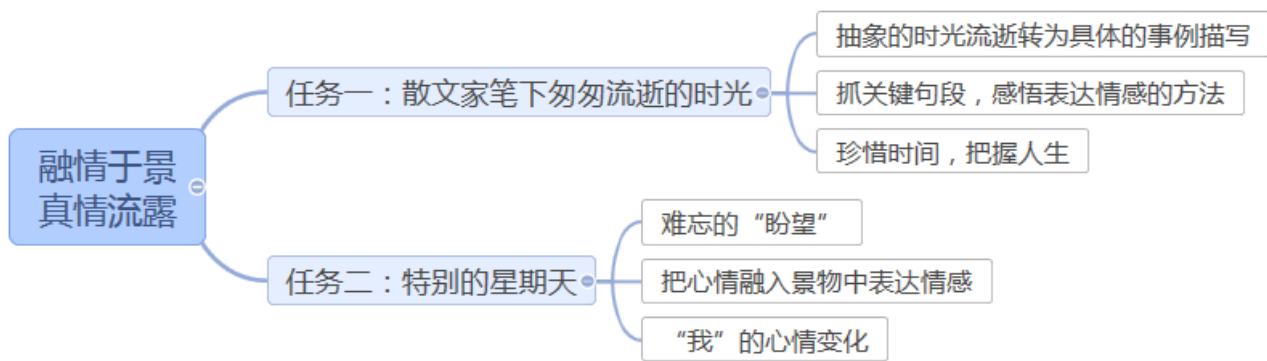 融情于景
真情流露
任务一：散文家笔下匆匆流逝的时光
抽象的时光流逝转为具体的事例描写
抓关键句段，感悟表达情感的方法
珍惜时间，把握人生
任务二：特别的星期天
难忘的“盼望”
把心情融入景物中表达情感
“我”的心情变化